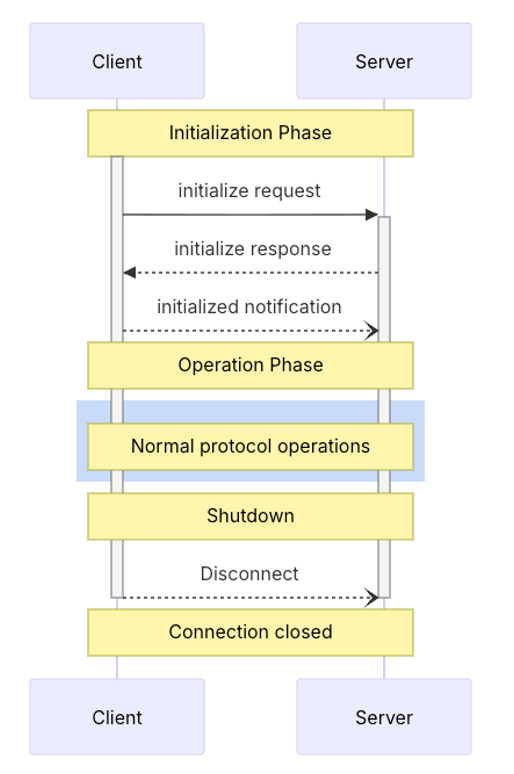 Client
Server
Initialization Phase
initialize request
initialize response
initialized notification
Operation Phase
Normal protocol operations
Shutdown
Disconnect
Connection closed
Client
Server